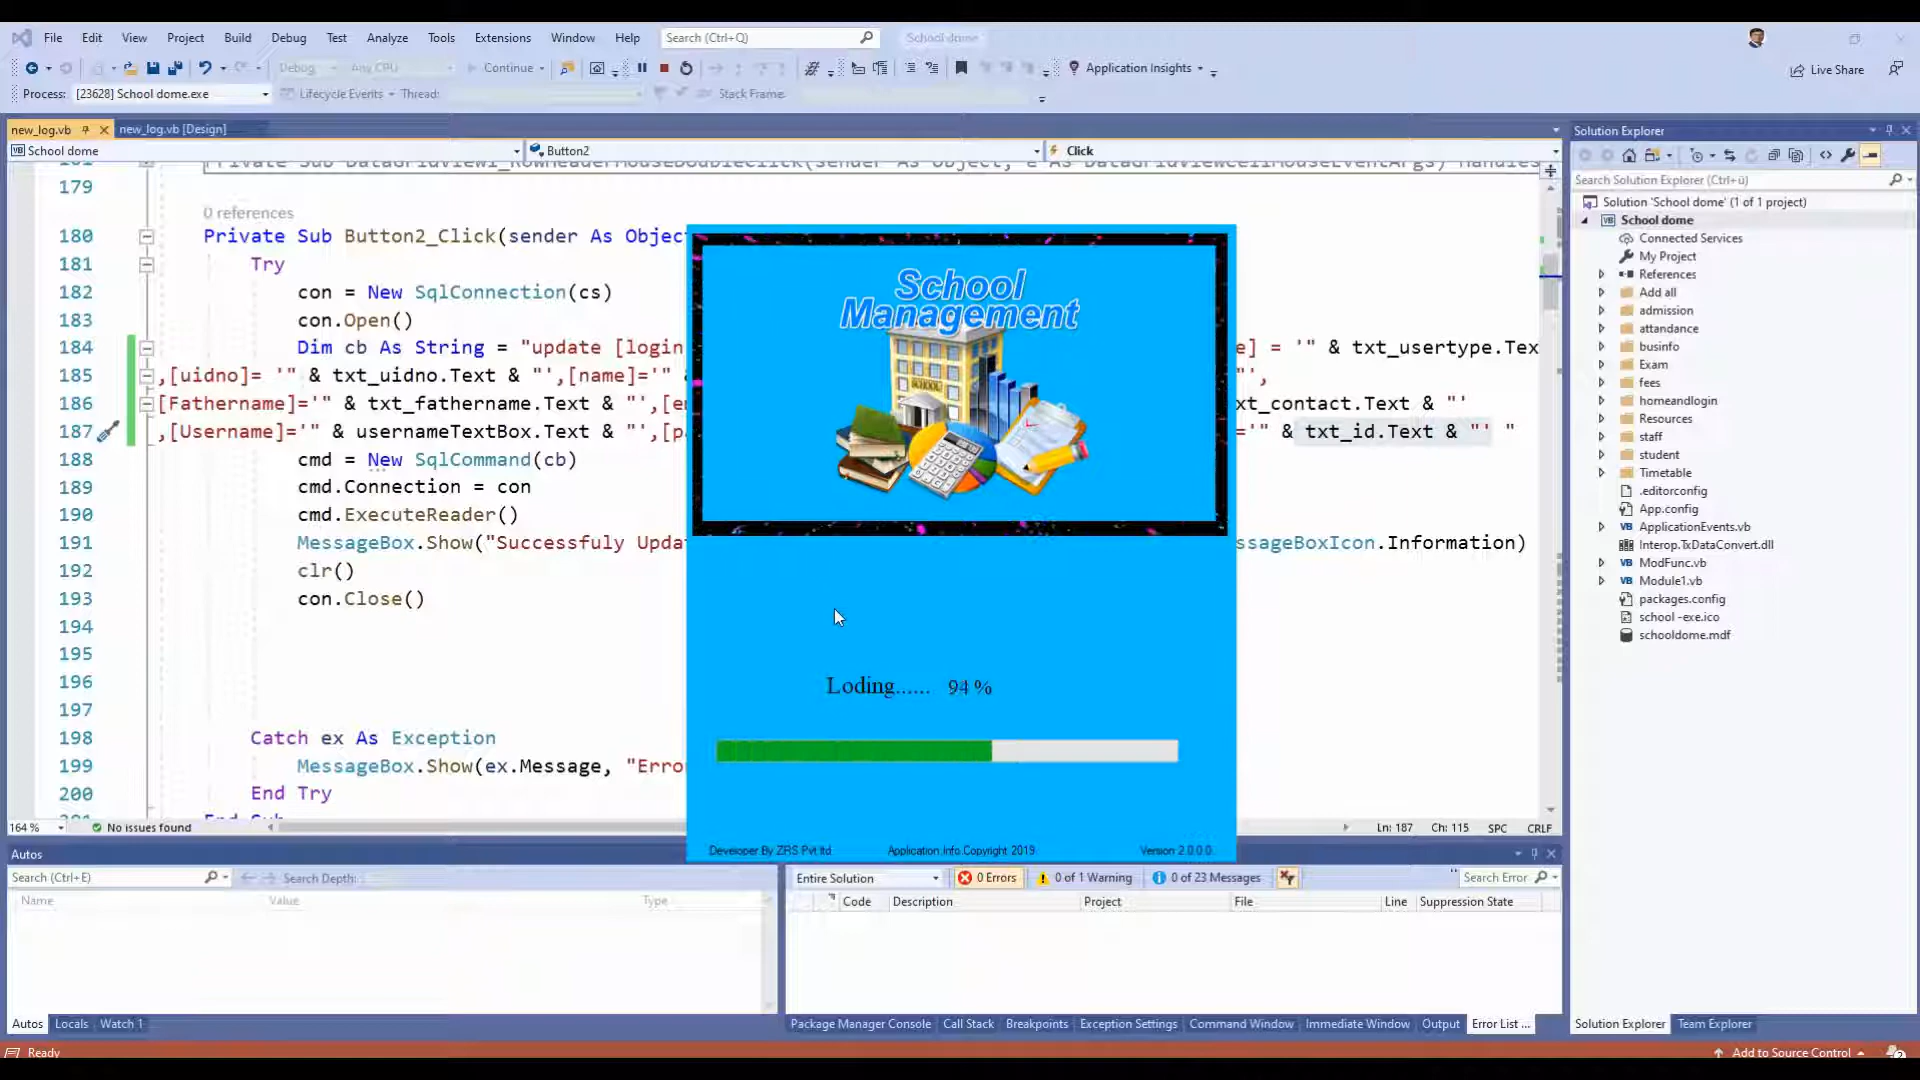 File Edit View Project Build Debug Test Analyze Tools Extensions Window Help Search (Ctrl+Q) School dome
Debug Any CPU Continue Application Insights Live Share
Process: [23628] School dome.exe Lifecycle Events Thread: Stack Frame:
new_log.vb new_log.vb [Design]
School dome Button2 Click
179
0 references
180 Private Sub Button2_Click(sender As Objec
181 Try
182 con = New SqlConnection(cs)
183 con.Open()
184 Dim cb As String = "update [login e] = '" & txt_usertype.Tex
185 ,[uidno]= '" & txt_uidno.Text & "',[name]='" "',
186 [Fathername]='" & txt_fathername.Text & "',[e xt_contact.Text & "'
187 ,[Username]='" & usernameTextBox.Text & "',[p ='" & txt_id.Text & "' "
188 cmd = New SqlCommand(cb)
189 cmd.Connection = con
190 cmd.ExecuteReader()
191 MessageBox.Show("Successfuly Upda ssageBoxIcon.Information)
192 clr()
193 con.Close()
194
195
196
197
198 Catch ex As Exception
199 MessageBox.Show(ex.Message, "Erro
200 End Try
164 % No issues found Ln: 187 Ch: 115 SPC CRLF
School
Management
SCHOOL
Loding...... 94 %
Developer By ZRS Pvt.ltd Application.Info.Copyright 2019 Version 2.0.0.0.
Autos
Search (Ctrl+E) Search Depth:
Name Value Type
Autos Locals Watch 1
Entire Solution 0 Errors 0 of 1 Warning 0 of 23 Messages Search Error
Code Description Project File Line Suppression State
Package Manager Console Call Stack Breakpoints Exception Settings Command Window Immediate Window Output Error List ...
Solution Explorer
Search Solution Explorer (Ctrl+ü)
Solution 'School dome' (1 of 1 project)
School dome
Connected Services
My Project
References
Add all
admission
attandance
businfo
Exam
fees
homeandlogin
Resources
staff
student
Timetable
.editorconfig
App.config
ApplicationEvents.vb
Interop.TxDataConvert.dll
ModFunc.vb
Module1.vb
packages.config
school -exe.ico
schooldome.mdf
Solution Explorer Team Explorer
Ready Add to Source Control